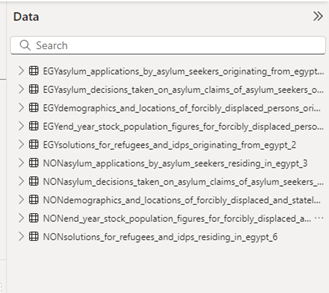 Data
Search
EGYasylum_applications_by_asylum_seekers_originating_from_egypt...
EGYasylum_decisions_taken_on_asylum_claims_of_asylum_seekers_o...
EGYdemographics_and_locations_of_forcibly_displaced_persons_ori...
EGYend_year_stock_population_figures_for_forcibly_displaced_perso...
EGYsolutions_for_refugees_and_idps_originating_from_egypt_2
NONasylum_applications_by_asylum_seekers_residing_in_egypt_3
NONasylum_decisions_taken_on_asylum_claims_of_asylum_seekers_...
NONdemographics_and_locations_of_forcibly_displaced_and_statel...
NONend_year_stock_population_figures_for_forcibly_displaced_a... ...
NONsolutions_for_refugees_and_idps_residing_in_egypt_6